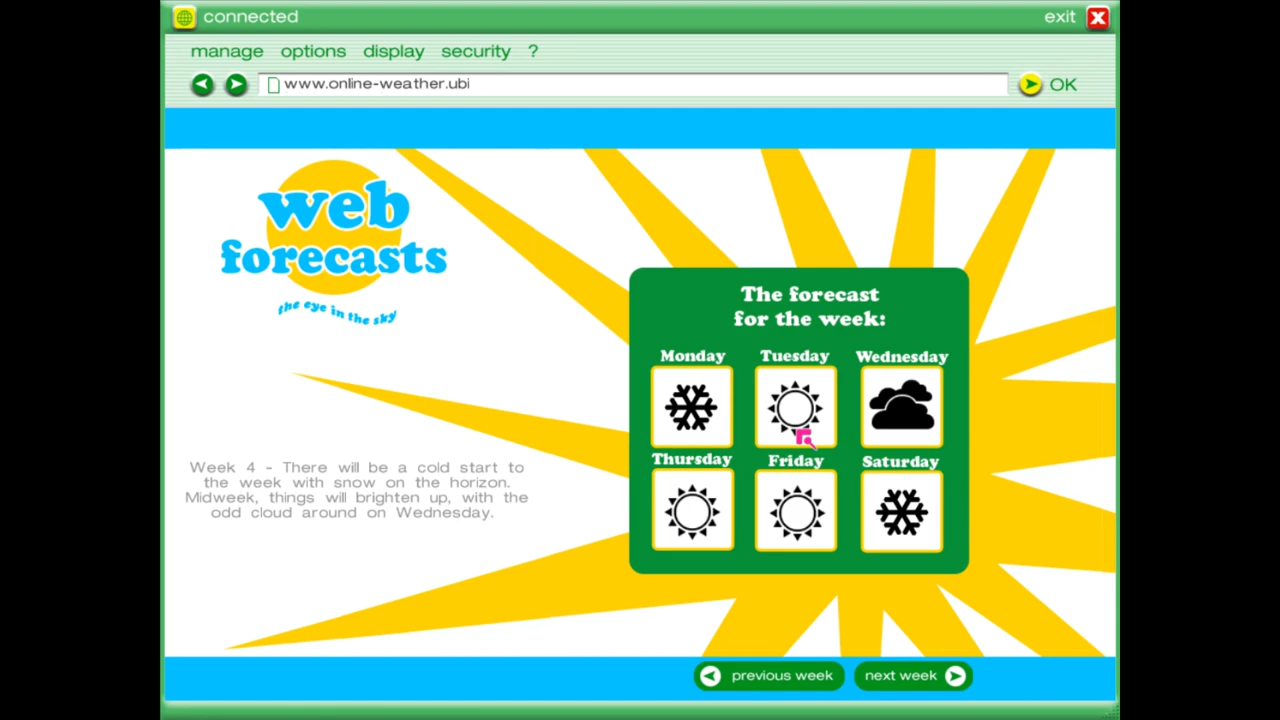 connected
exit
manage options display security ?
www.online-weather.ubi
OK
web
forecasts
the eye in the sky
The forecast
for the week:
Monday Tuesday Wednesday
Thursday Friday Saturday
Week 4 - There will be a cold start to
the week with snow on the horizon.
Midweek, things will brighten up, with the
odd cloud around on Wednesday.
previous week next week